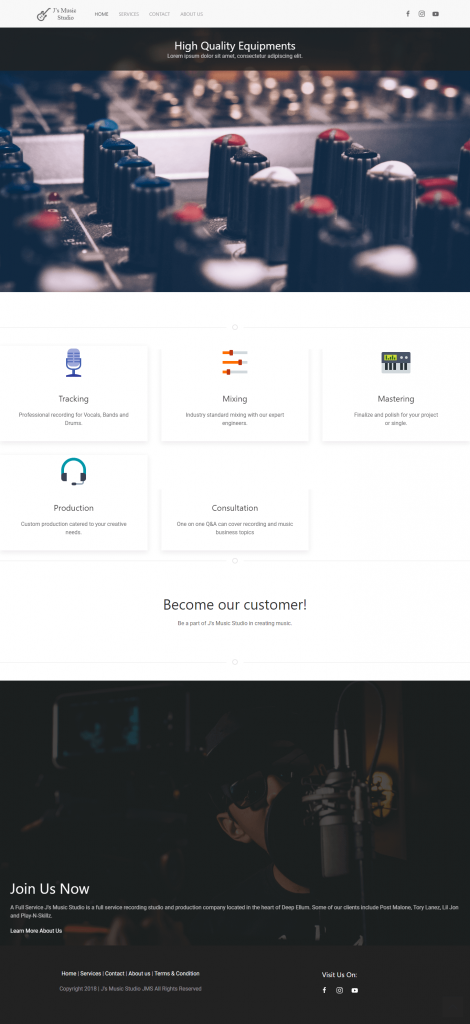 J's Music
Studio
HOME SERVICES CONTACT ABOUT US
High Quality Equipments
Lorem ipsum dolor sit amet, consectetur adipiscing elit.
Tracking
Professional recording for Vocals, Bands and
Drums.
Mixing
Industry standard mixing with our expert
engineers.
Mastering
Finalize and polish for your project
or single.
Production
Custom production catered to your creative
needs.
Consultation
One on one Q&A can cover recording and music
business topics
Become our customer!
Be a part of J's Music Studio in creating music.
Join Us Now
A Full Service J's Music Studio is a full service recording studio and production company located in the heart of Deep Ellum. Some of our clients include Post Malone, Tory Lanez, Lil Jon
and Play-N-Skillz.
Learn More About Us
Home | Services | Contact | About us | Terms & Condition
Copyright 2018 | J's Music Studio JMS All Rights Reserved
Visit Us On: